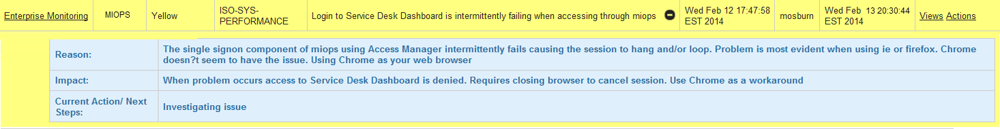 Enterprise Monitoring MIOPS Yellow ISO-SYS-PERFORMANCE Login to Service Desk Dashboard is intermittently failing when accessing through miops Wed Feb 12 17:47:58 EST 2014 mosburn Wed Feb 13 20:30:44 EST 2014 Views Actions
Reason: The single signon component of miops using Access Manager intermittently fails causing the session to hang and/or loop. Problem is most evident when using ie or firefox. Chrome
doesn?t seem to have the issue. Using Chrome as your web browser
Impact: When problem occurs access to Service Desk Dashboard is denied. Requires closing browser to cancel session. Use Chrome as a workaround
Current Action/ Next
Steps:
Investigating issue